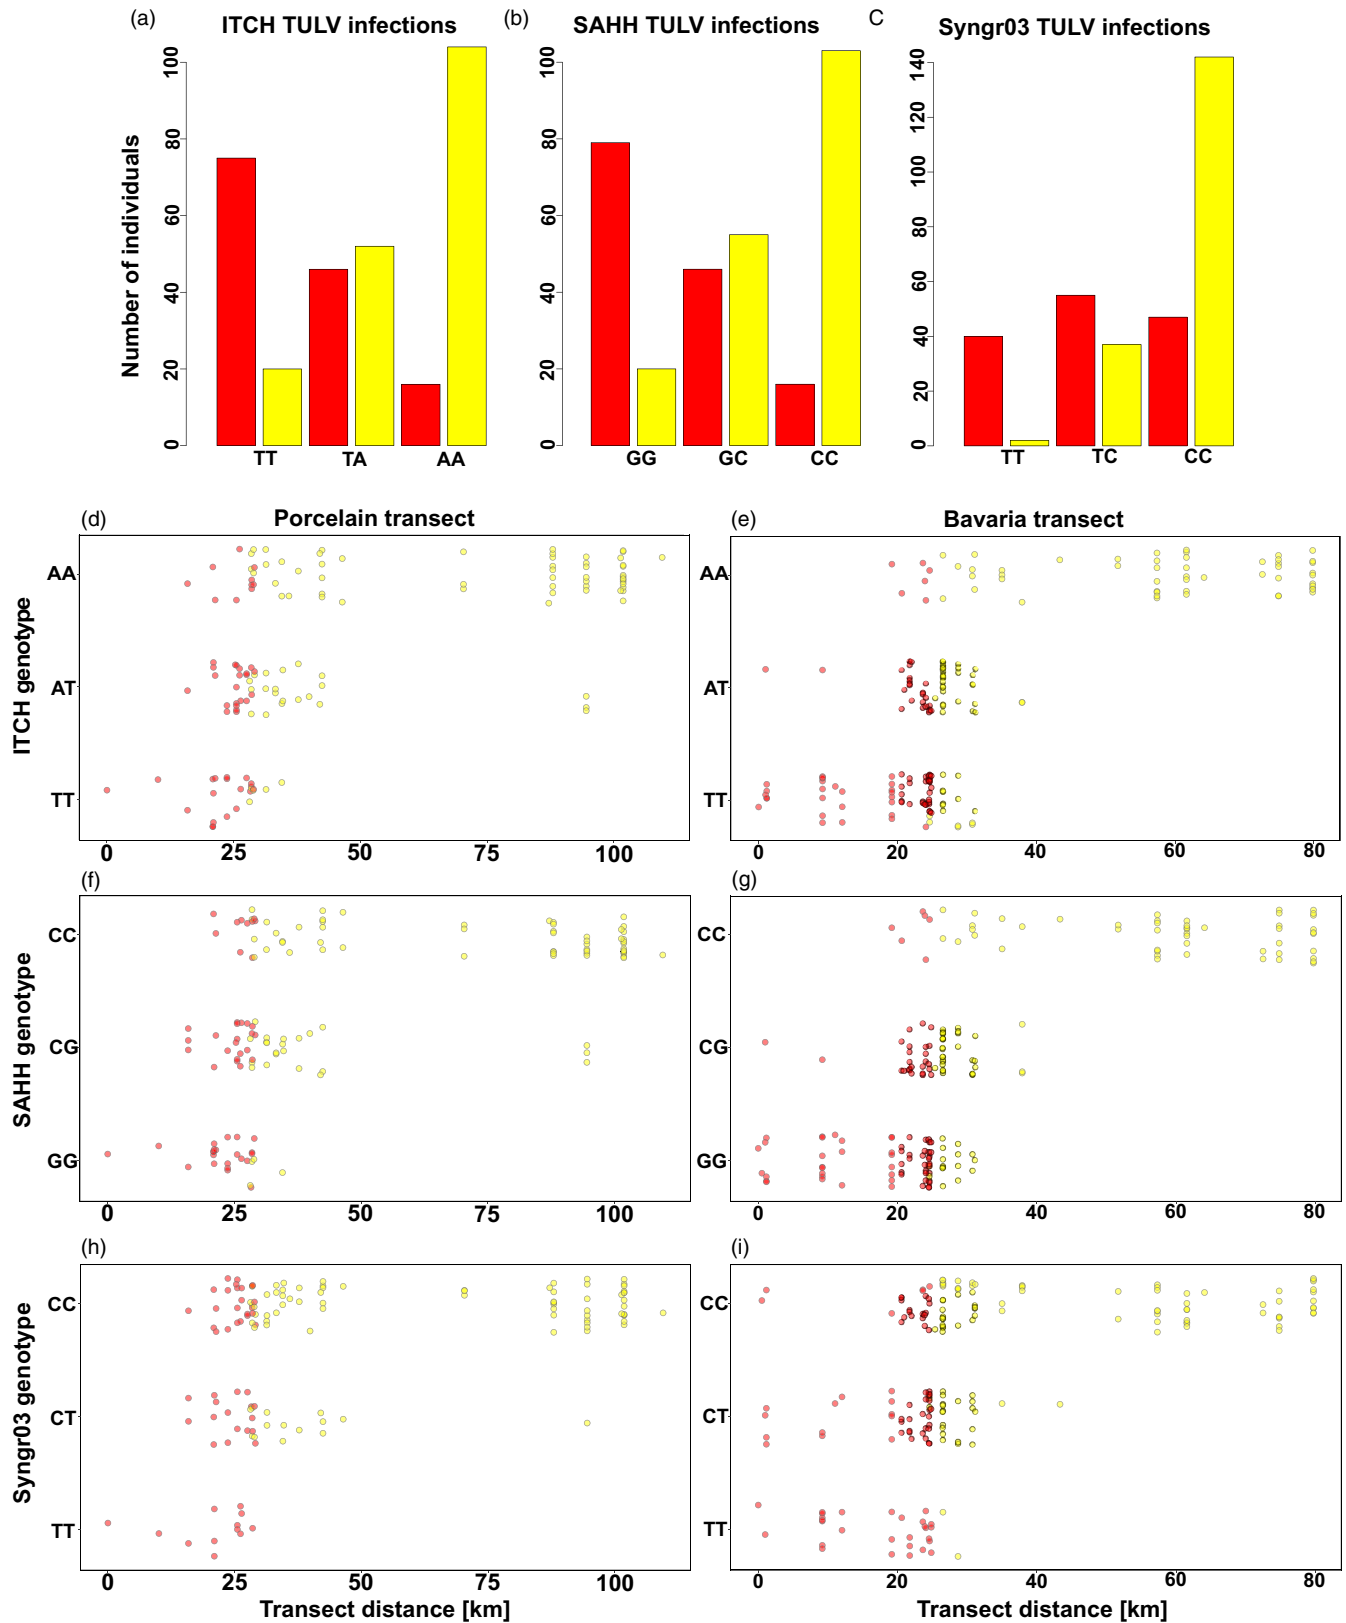 (a) ITCH TULV infections
(b) SAHH TULV infections
C Syngr03 TULV infections
Number of individuals
0 20 40 60 80 100
TT TA AA
0 20 40 60 80 100
GG GC CC
0 20 40 60 80 100 120 140
TT TC CC
(d) Porcelain transect
(e) Bavaria transect
ITCH genotype
AA
AT
TT
0 25 50 75 100
AA
AT
TT
0 20 40 60 80
(f)
(g)
SAHH genotype
CC
CG
GG
0 25 50 75 100
CC
CG
GG
0 20 40 60 80
(h)
(i)
Syngr03 genotype
CC
CT
TT
0 25 50 75 100
Transect distance [km]
CC
CT
TT
0 20 40 60 80
Transect distance [km]